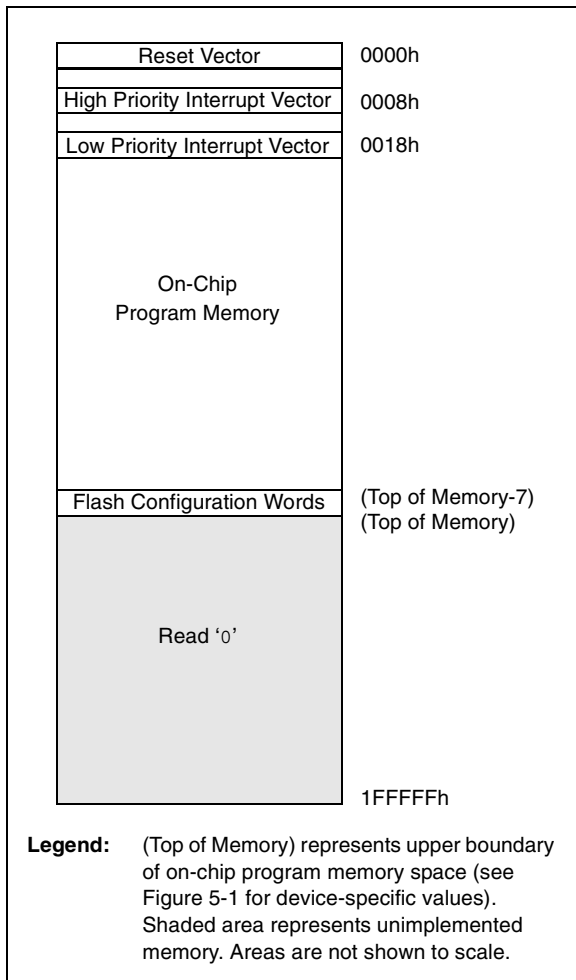 Reset Vector 0000h
High Priority Interrupt Vector 0008h
Low Priority Interrupt Vector 0018h
On-Chip
Program Memory
Flash Configuration Words (Top of Memory-7)
(Top of Memory)
Read ‘0’
1FFFFFh
Legend: (Top of Memory) represents upper boundary
of on-chip program memory space (see
Figure 5-1 for device-specific values).
Shaded area represents unimplemented
memory. Areas are not shown to scale.